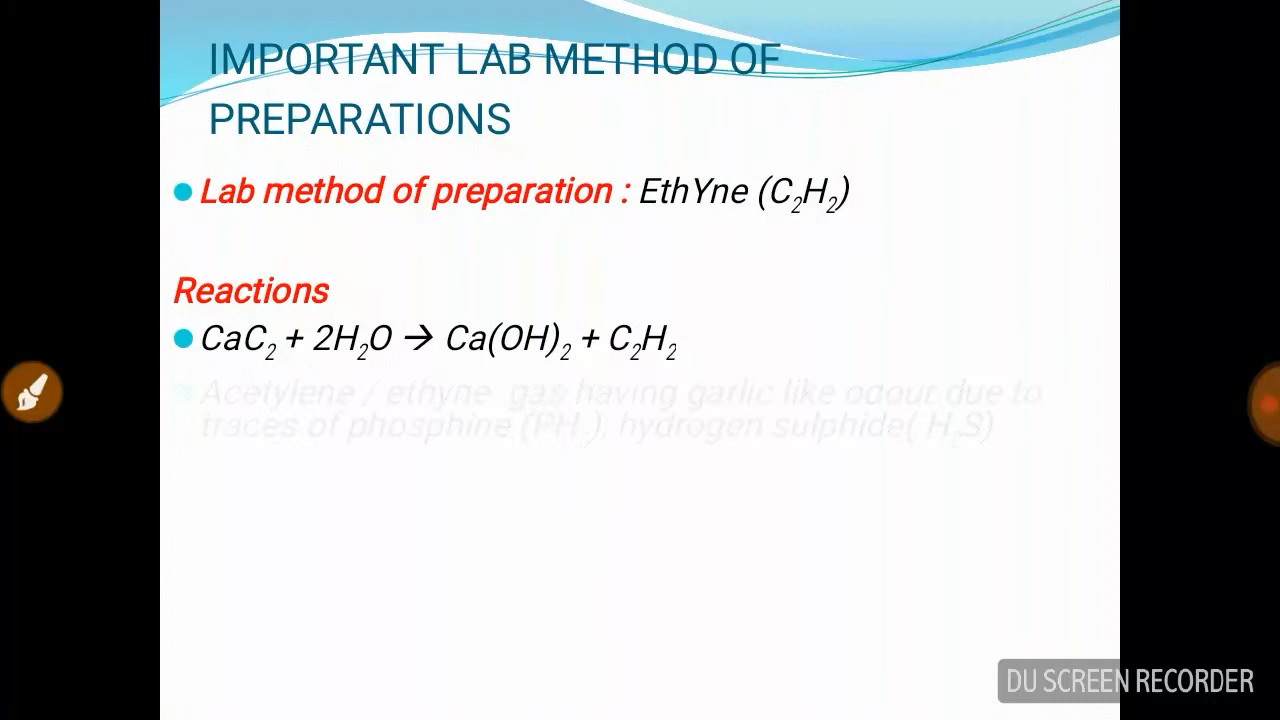 IMPORTANT LAB METHOD OF
PREPARATIONS
Lab method of preparation : EthYne (C₂H₂)
Reactions
CaC₂ + 2H₂O → Ca(OH)₂ + C₂H₂
Acetylene / ethyne gas having garlic like odour due to
traces of phosphine (PH₃), hydrogen sulphide( H₂S)
DU SCREEN RECORDER